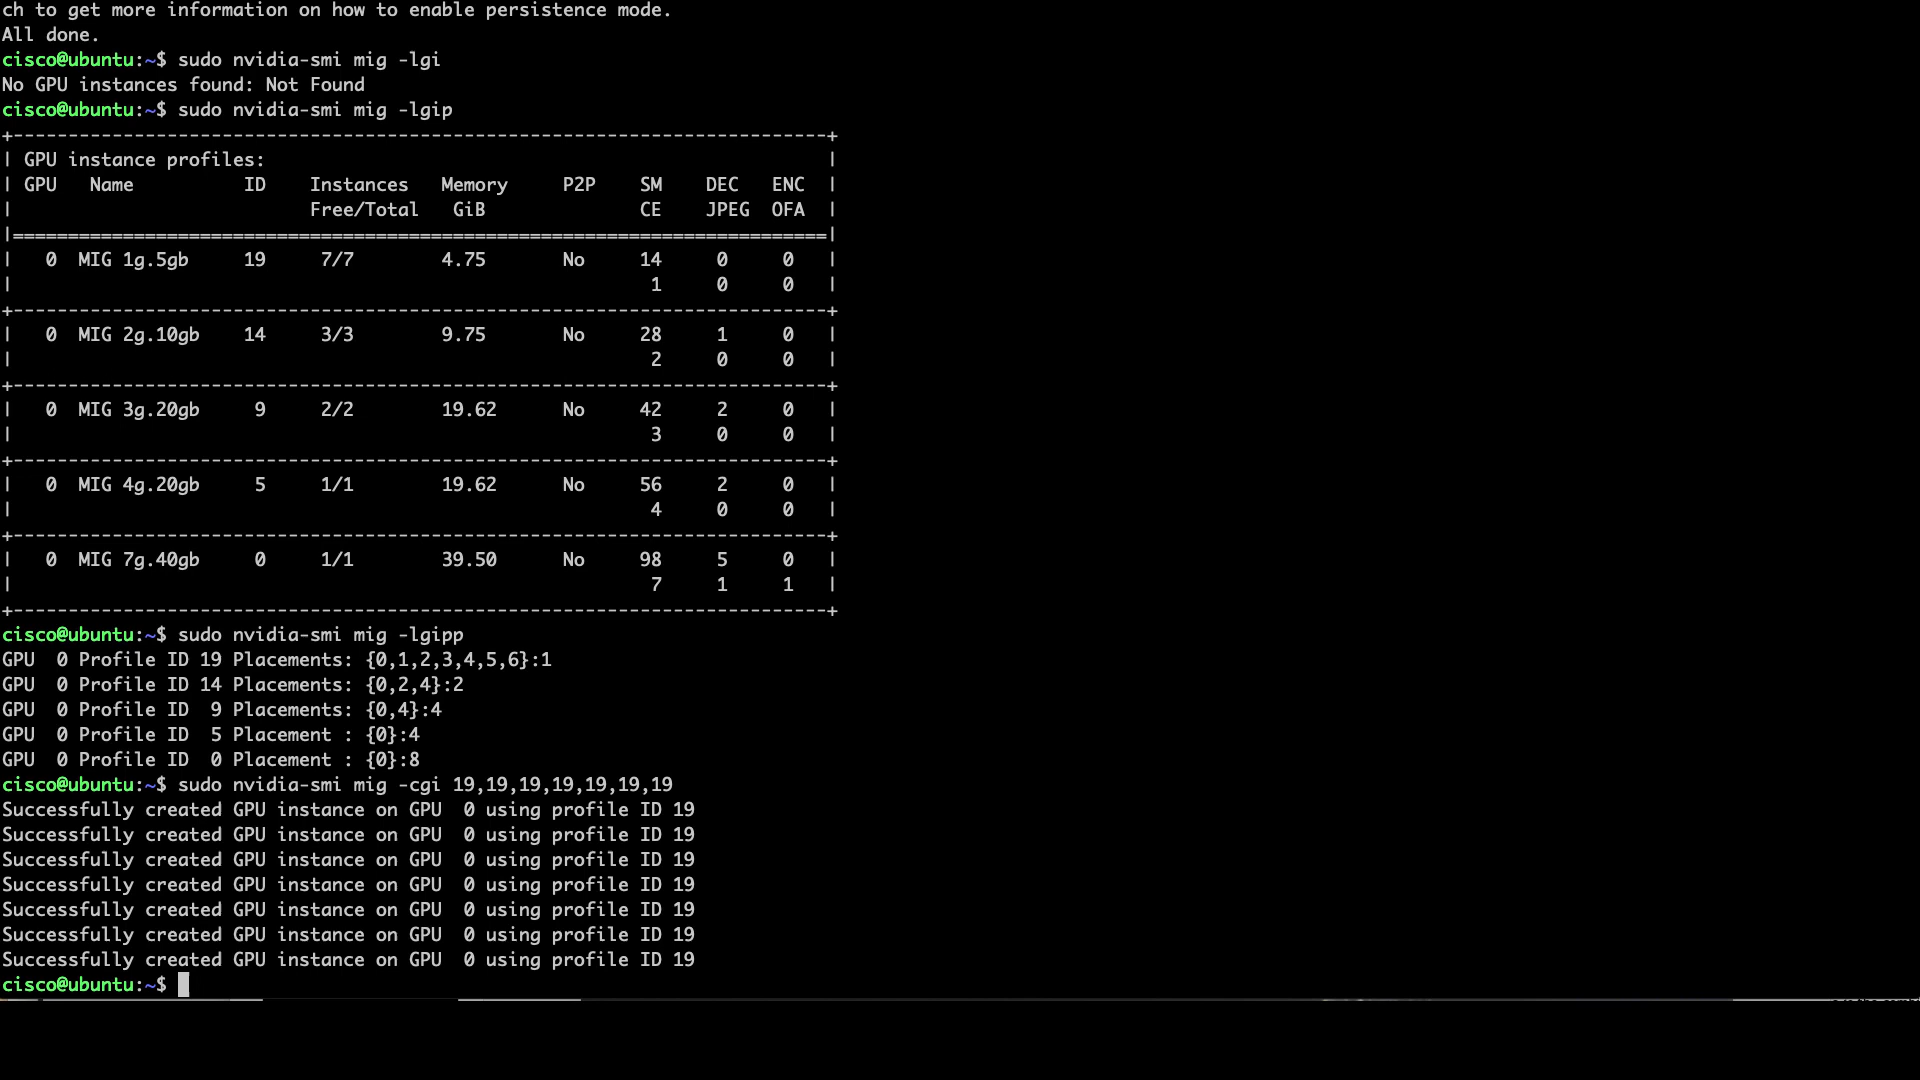 ch to get more information on how to enable persistence mode.
All done.
cisco@ubuntu:~$ sudo nvidia-smi mig -lgi
No GPU instances found: Not Found
cisco@ubuntu:~$ sudo nvidia-smi mig -lgip
+--------------------------------------------------------------------------+
| GPU instance profiles:                                                   |
| GPU   Name          ID    Instances   Memory     P2P    SM    DEC   ENC  |
|                           Free/Total   GiB              CE    JPEG  OFA  |
|==========================================================================|
|   0  MIG 1g.5gb     19     7/7        4.75       No     14     0     0   |
|                                                          1     0     0   |
+--------------------------------------------------------------------------+
|   0  MIG 2g.10gb    14     3/3        9.75       No     28     1     0   |
|                                                          2     0     0   |
+--------------------------------------------------------------------------+
|   0  MIG 3g.20gb     9     2/2        19.62      No     42     2     0   |
|                                                          3     0     0   |
+--------------------------------------------------------------------------+
|   0  MIG 4g.20gb     5     1/1        19.62      No     56     2     0   |
|                                                          4     0     0   |
+--------------------------------------------------------------------------+
|   0  MIG 7g.40gb     0     1/1        39.50      No     98     5     0   |
|                                                          7     1     1   |
+--------------------------------------------------------------------------+
cisco@ubuntu:~$ sudo nvidia-smi mig -lgipp
GPU  0 Profile ID 19 Placements: {0,1,2,3,4,5,6}:1
GPU  0 Profile ID 14 Placements: {0,2,4}:2
GPU  0 Profile ID  9 Placements: {0,4}:4
GPU  0 Profile ID  5 Placement : {0}:4
GPU  0 Profile ID  0 Placement : {0}:8
cisco@ubuntu:~$ sudo nvidia-smi mig -cgi 19,19,19,19,19,19,19
Successfully created GPU instance on GPU  0 using profile ID 19
Successfully created GPU instance on GPU  0 using profile ID 19
Successfully created GPU instance on GPU  0 using profile ID 19
Successfully created GPU instance on GPU  0 using profile ID 19
Successfully created GPU instance on GPU  0 using profile ID 19
Successfully created GPU instance on GPU  0 using profile ID 19
Successfully created GPU instance on GPU  0 using profile ID 19
cisco@ubuntu:~$